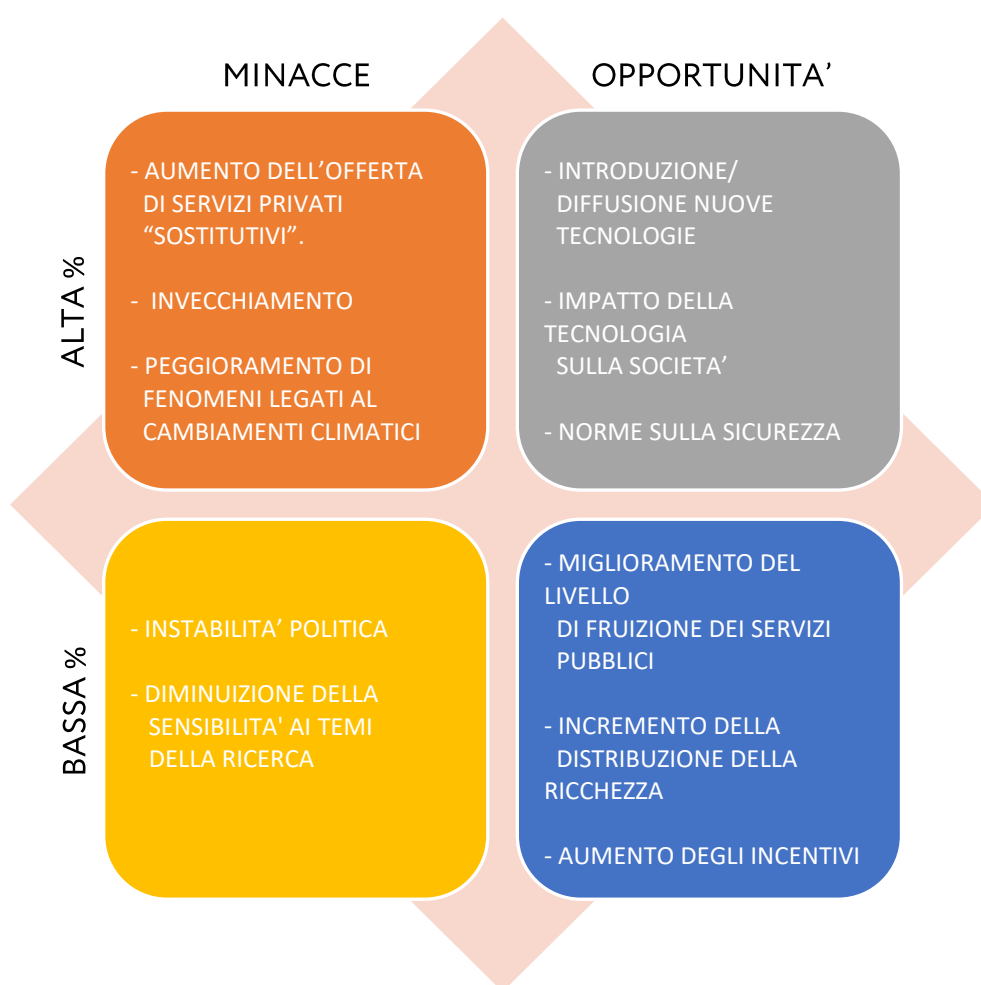 MINACCE
OPPORTUNITA’
ALTA %
- AUMENTO DELL’OFFERTA
DI SERVIZI PRIVATI
“SOSTITUTIVI”.
- INVECCHIAMENTO
- PEGGIORAMENTO DI
FENOMENI LEGATI AL
CAMBIAMENTI CLIMATICI
- INTRODUZIONE/
DIFFUSIONE NUOVE
TECNOLOGIE
- IMPATTO DELLA
TECNOLOGIA
SULLA SOCIETA’
- NORME SULLA SICUREZZA
BASSA %
- INSTABILITA’ POLITICA
- DIMINUIZIONE DELLA
SENSIBILITA' AI TEMI
DELLA RICERCA
- MIGLIORAMENTO DEL
LIVELLO
DI FRUIZIONE DEI SERVIZI
PUBBLICI
- INCREMENTO DELLA
DISTRIBUZIONE DELLA
RICCHEZZA
- AUMENTO DEGLI INCENTIVI